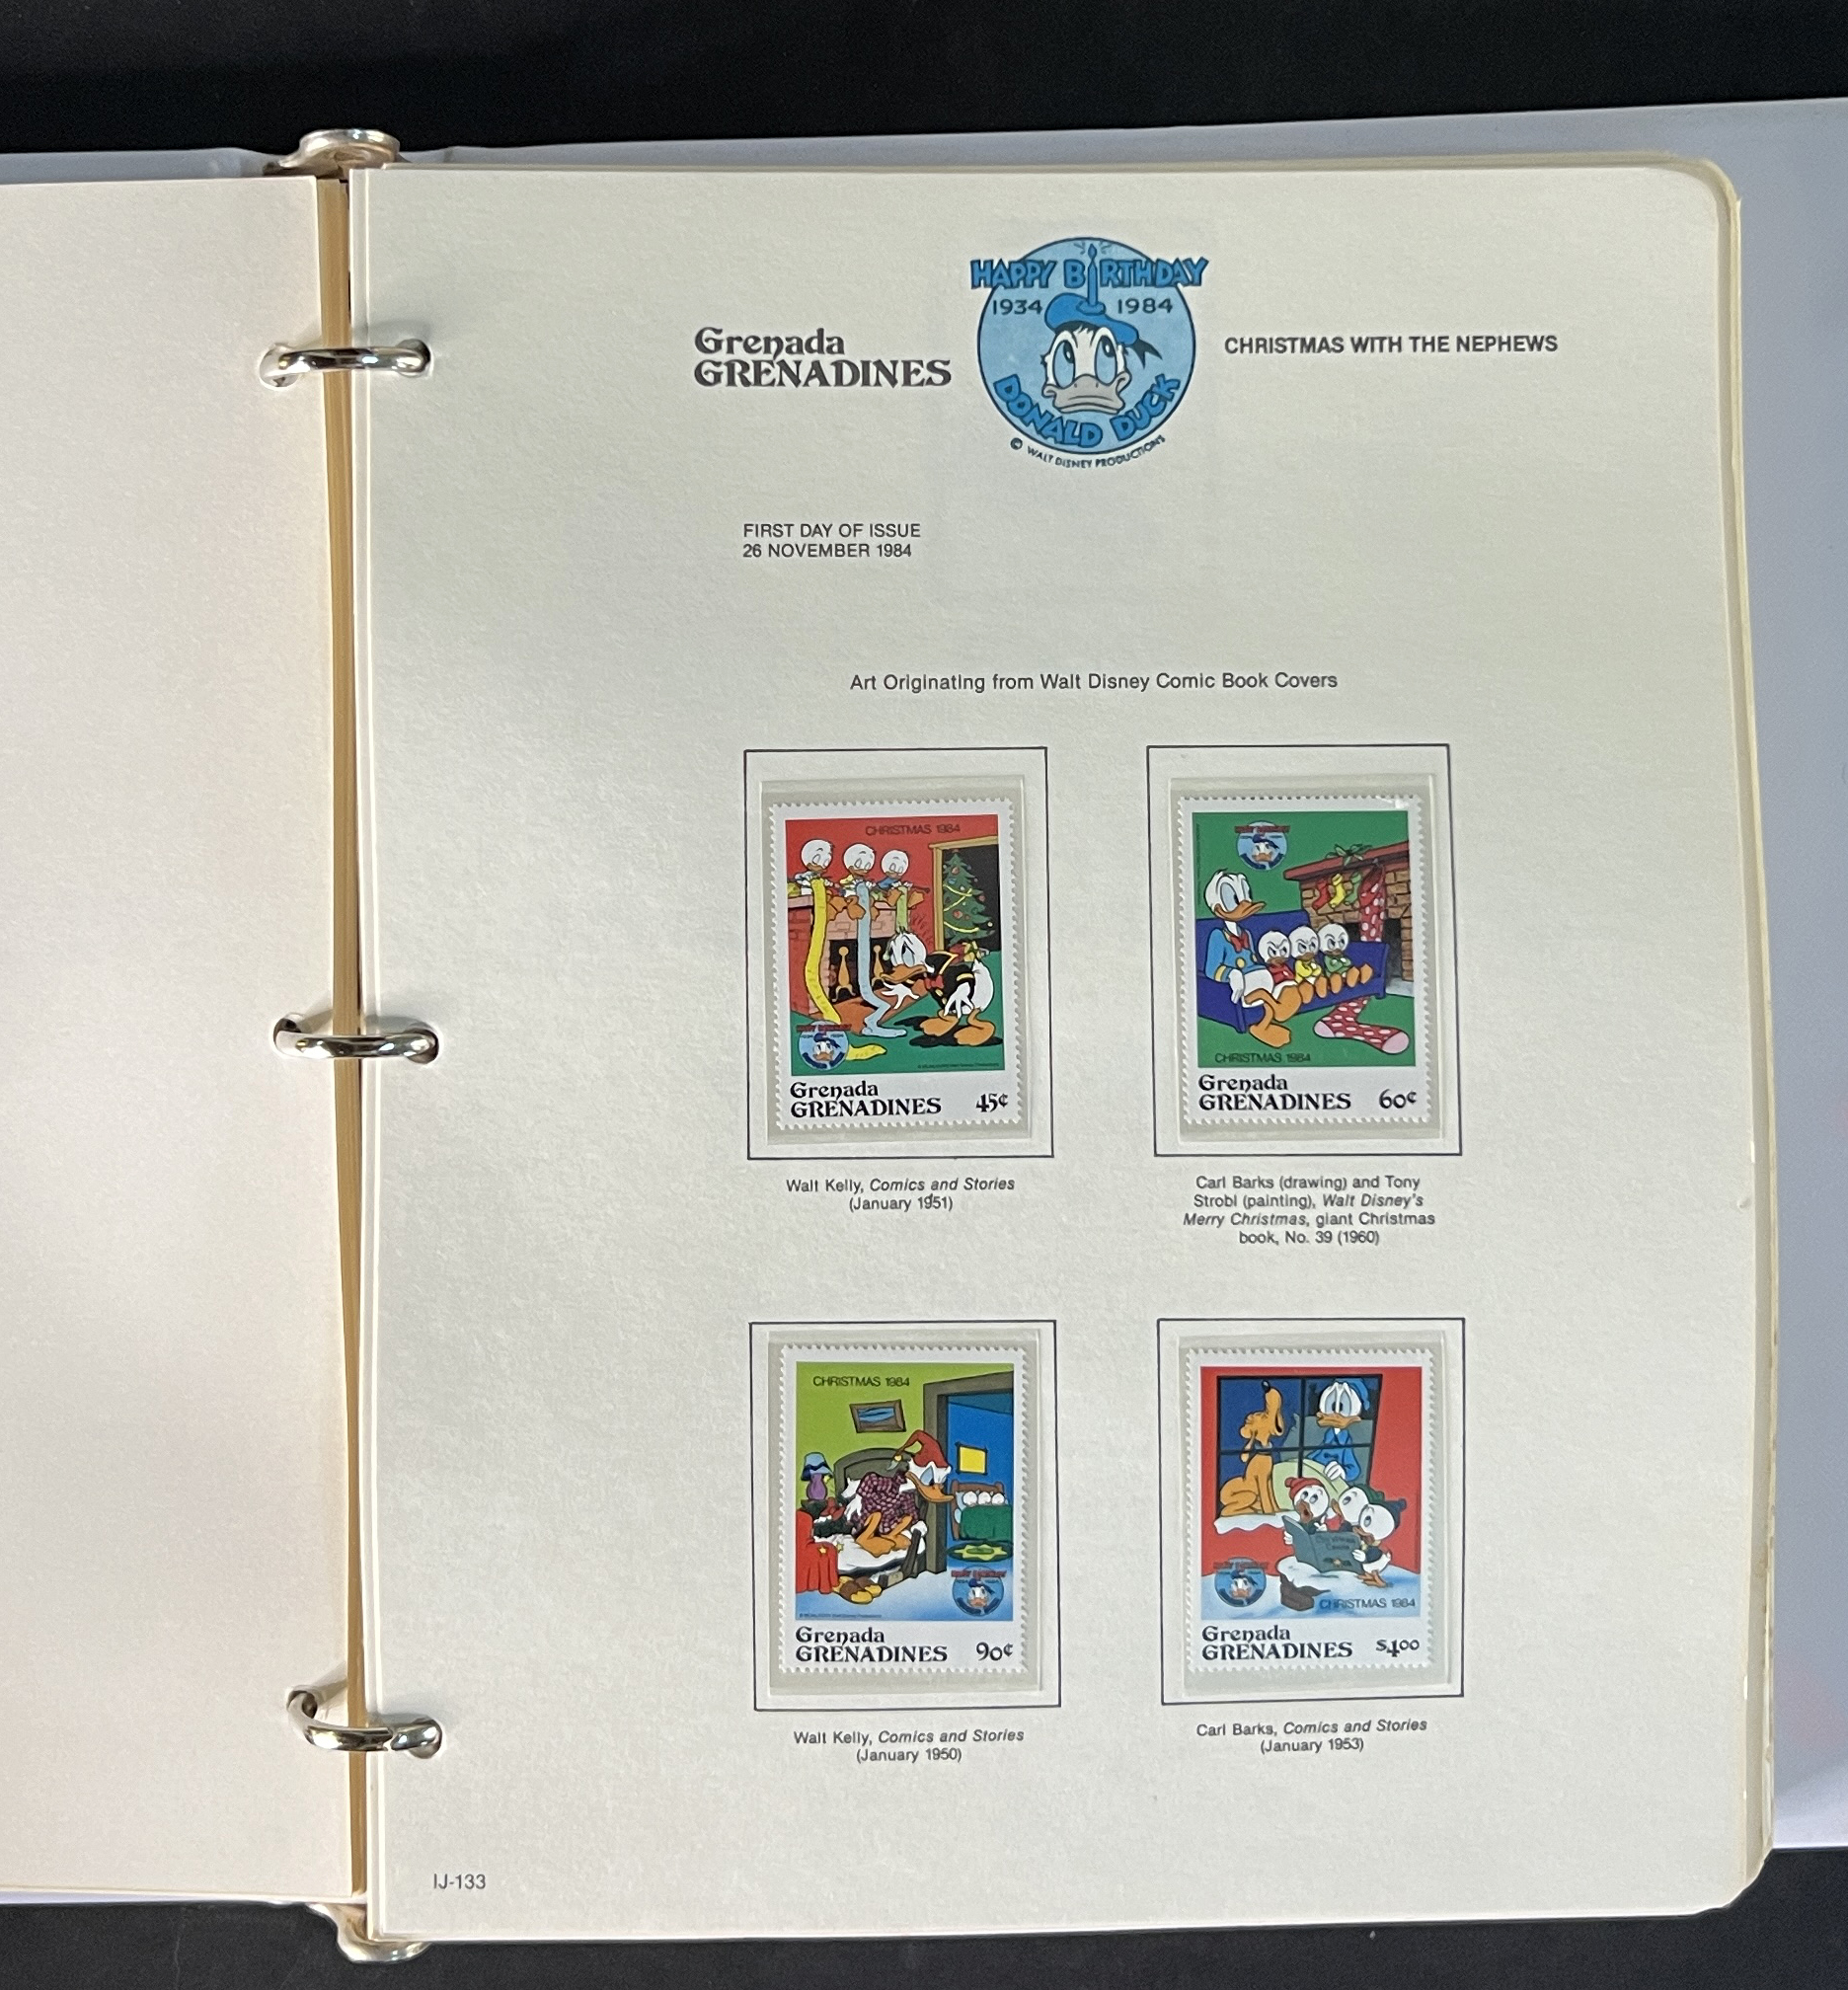 HAPPY BIRTHDAY
1934 1984
DONALD DUCK
© WALT DISNEY PRODUCTIONS
Grenada
GRENADINES
CHRISTMAS WITH THE NEPHEWS
FIRST DAY OF ISSUE
26 NOVEMBER 1984
Art Originating from Walt Disney Comic Book Covers
CHRISTMAS 1984
Grenada
GRENADINES 45¢
Walt Kelly, Comics and Stories
(January 1951)
CHRISTMAS 1984
Grenada
GRENADINES 60¢
Carl Barks (drawing) and Tony
Strobl (painting), Walt Disney's
Merry Christmas, giant Christmas
book, No. 39 (1960)
CHRISTMAS 1984
Grenada
GRENADINES 90¢
Walt Kelly, Comics and Stories
(January 1950)
CHRISTMAS 1984
Grenada
GRENADINES $4.00
Carl Barks, Comics and Stories
(January 1953)
IJ-133